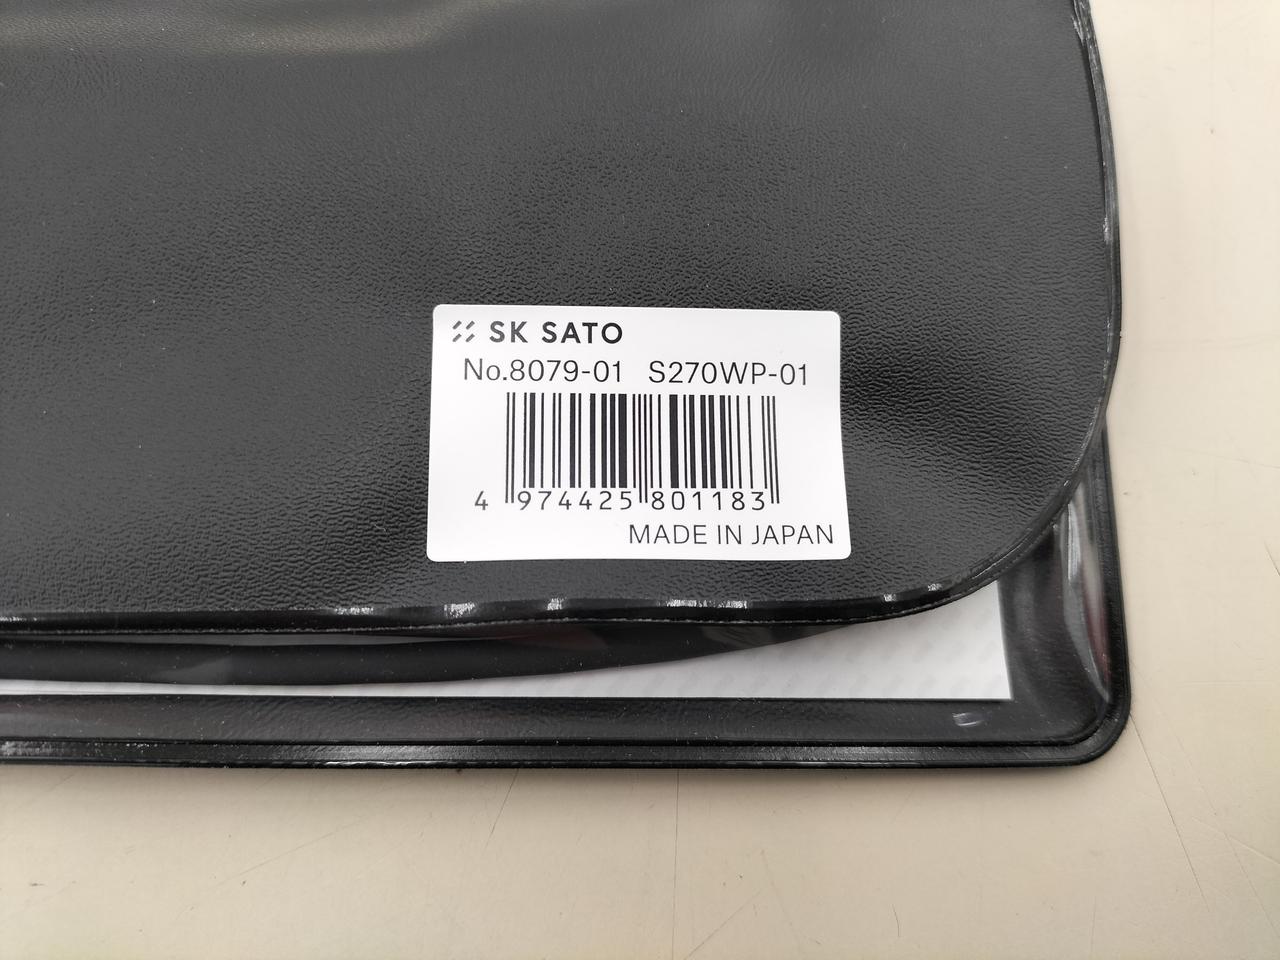 SK SATO
No.8079-01 S270WP-01
4 974425 801183
MADE IN JAPAN